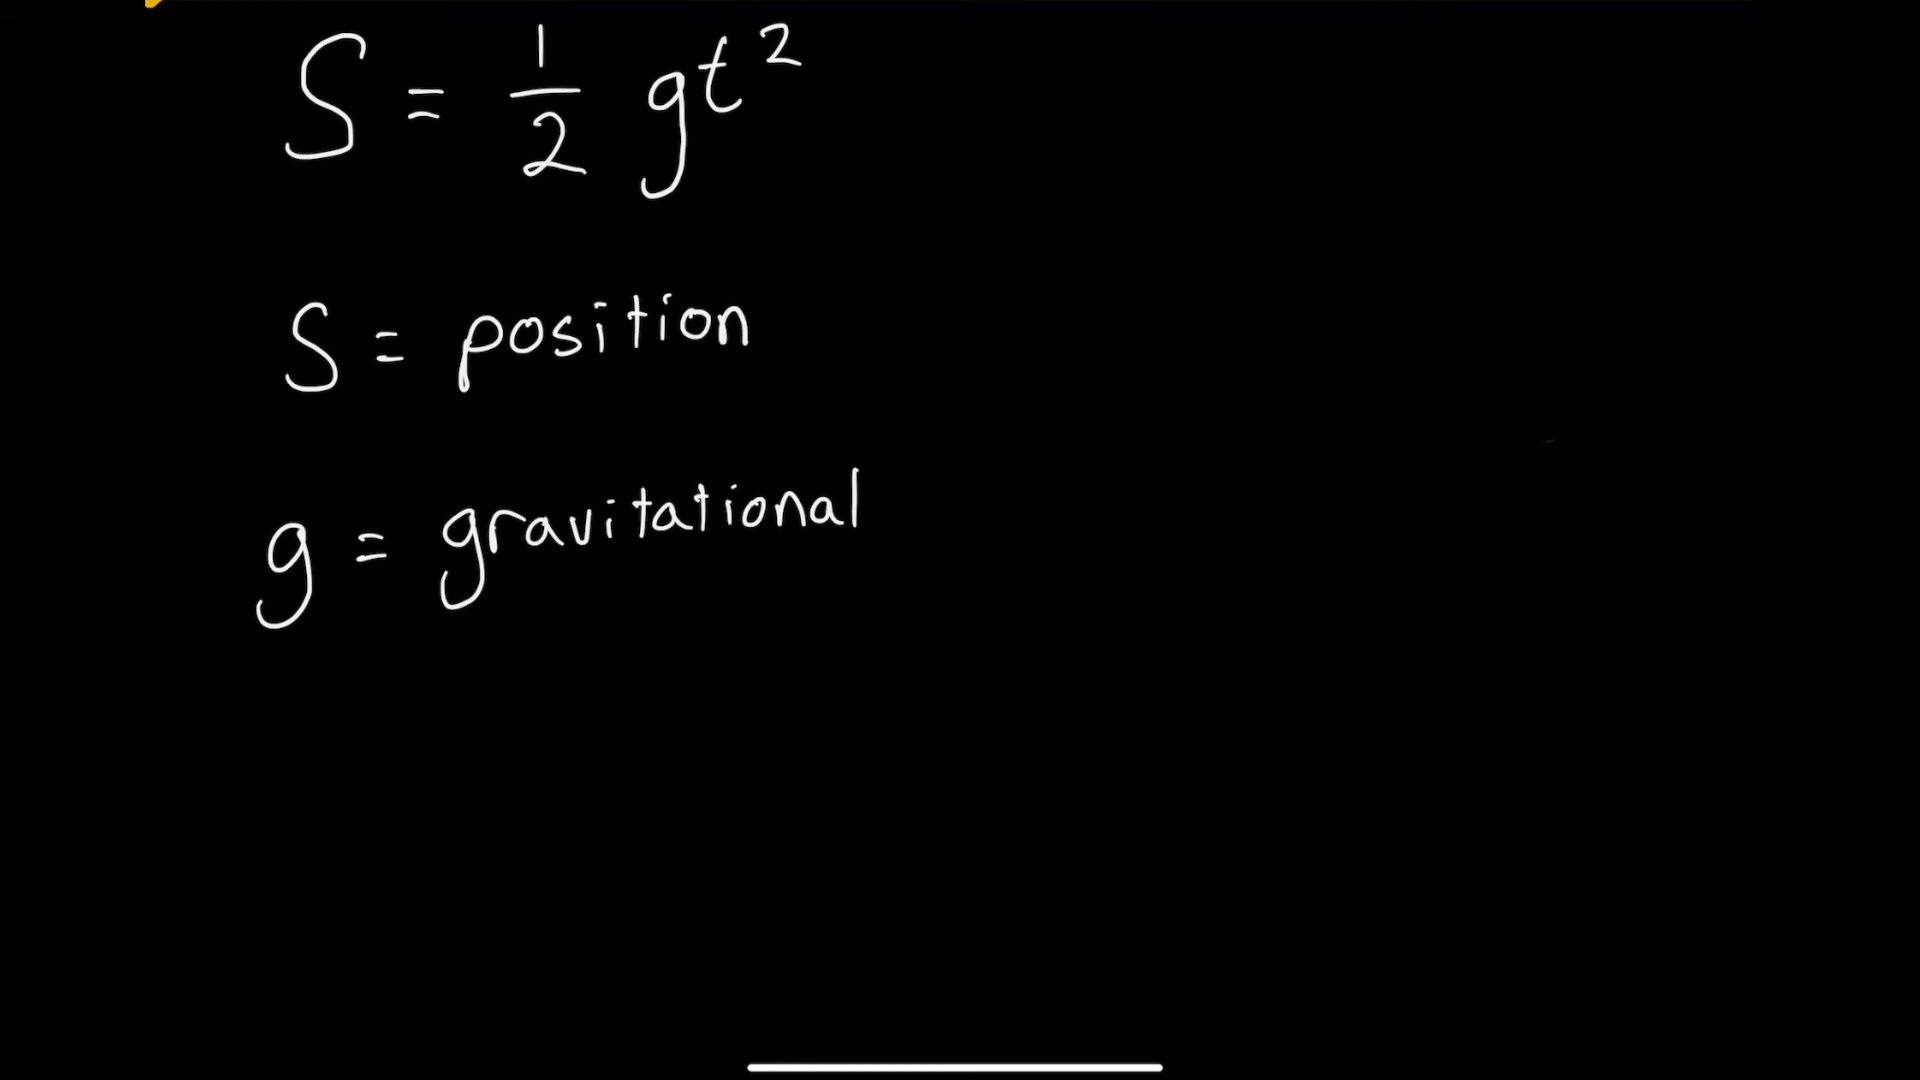 S = 1/2 gt²
S = position
g = gravitational